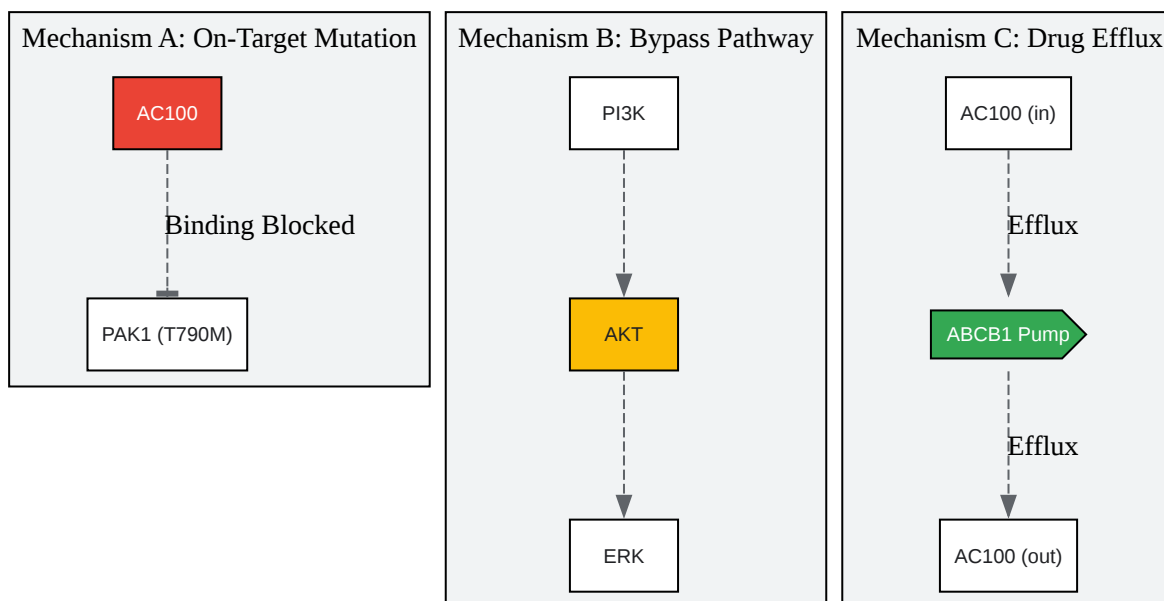 Mechanism A: On-Target Mutation
AC100
Binding Blocked
PAK1 (T790M)
Mechanism B: Bypass Pathway
PI3K
AKT
ERK
Mechanism C: Drug Efflux
AC100 (in)
Efflux
ABCB1 Pump
Efflux
AC100 (out)